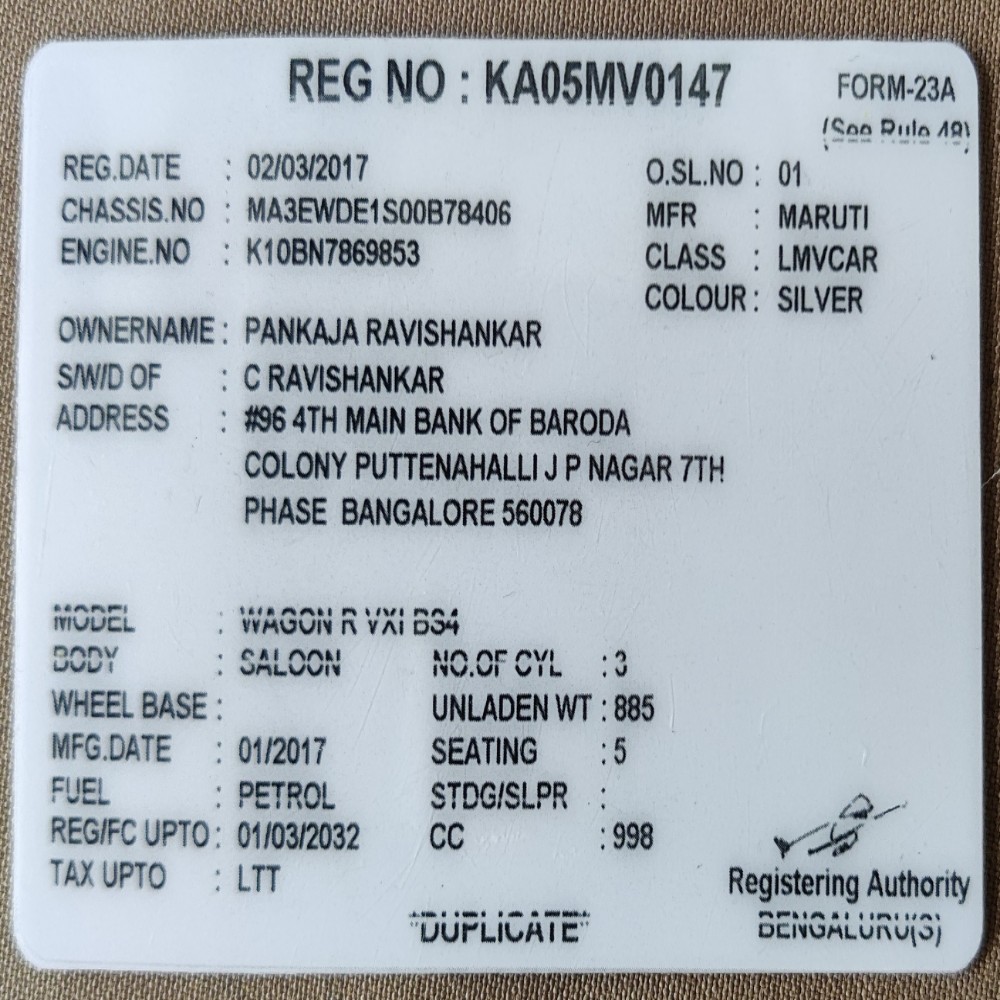 REG NO : KA05MV0147
FORM-23A
(See Rule 48)
REG.DATE : 02/03/2017
O.SL.NO : 01
CHASSIS.NO : MA3EWDE1S00B78406
MFR : MARUTI
ENGINE.NO : K10BN7869853
CLASS : LMVCAR
COLOUR : SILVER
OWNERNAME : PANKAJA RAVISHANKAR
S/W/D OF : C RAVISHANKAR
ADDRESS : #96 4TH MAIN BANK OF BARODA
COLONY PUTTENAHALLI J P NAGAR 7TH
PHASE BANGALORE 560078
MODEL : WAGON R VXI BS4
BODY : SALOON NO.OF CYL : 3
WHEEL BASE : UNLADEN WT : 885
MFG.DATE : 01/2017 SEATING : 5
FUEL : PETROL STDG/SLPR :
REG/FC UPTO : 01/03/2032 CC : 998
TAX UPTO : LTT
Registering Authority
"DUPLICATE"
BENGALURU(S)